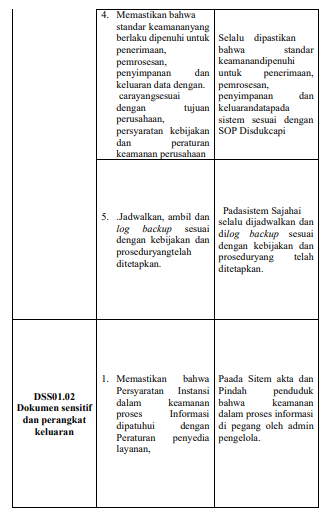 4. Memastikan bahwa
standar keamananyang
berlaku dipenuhi untuk
penerimaan,
pemrosesan,
penyimpanan dan
keluaran data dengan.
carayangsesuai
dengan tujuan
perusahaan,
persyaratan kebijakan
dan peraturan
keamanan perusahaan
Selalu dipastikan
bahwa standar
keamanandipenuhi
untuk penerimaan,
pemrosesan,
penyimpanan dan
keluarandatapada
sistem sesuai dengan
SOP Disdukcapi
5. .Jadwalkan, ambil dan
log backup sesuai
dengan kebijakan dan
proseduryangtelah
ditetapkan.
Padasistem Sajahai
selalu dijadwalkan dan
dilog backup sesuai
dengan kebijakan dan
proseduryang telah
ditetapkan.
DSS01.02
Dokumen sensitif
dan perangkat
keluaran
1. Memastikan bahwa
Persyaratan Instansi
dalam keamanan
proses Informasi
dipatuhi dengan
Peraturan penyedia
layanan,
Paada Sitem akta dan
Pindah penduduk
bahwa keamanan
dalam proses informasi
di pegang oleh admin
pengelola.